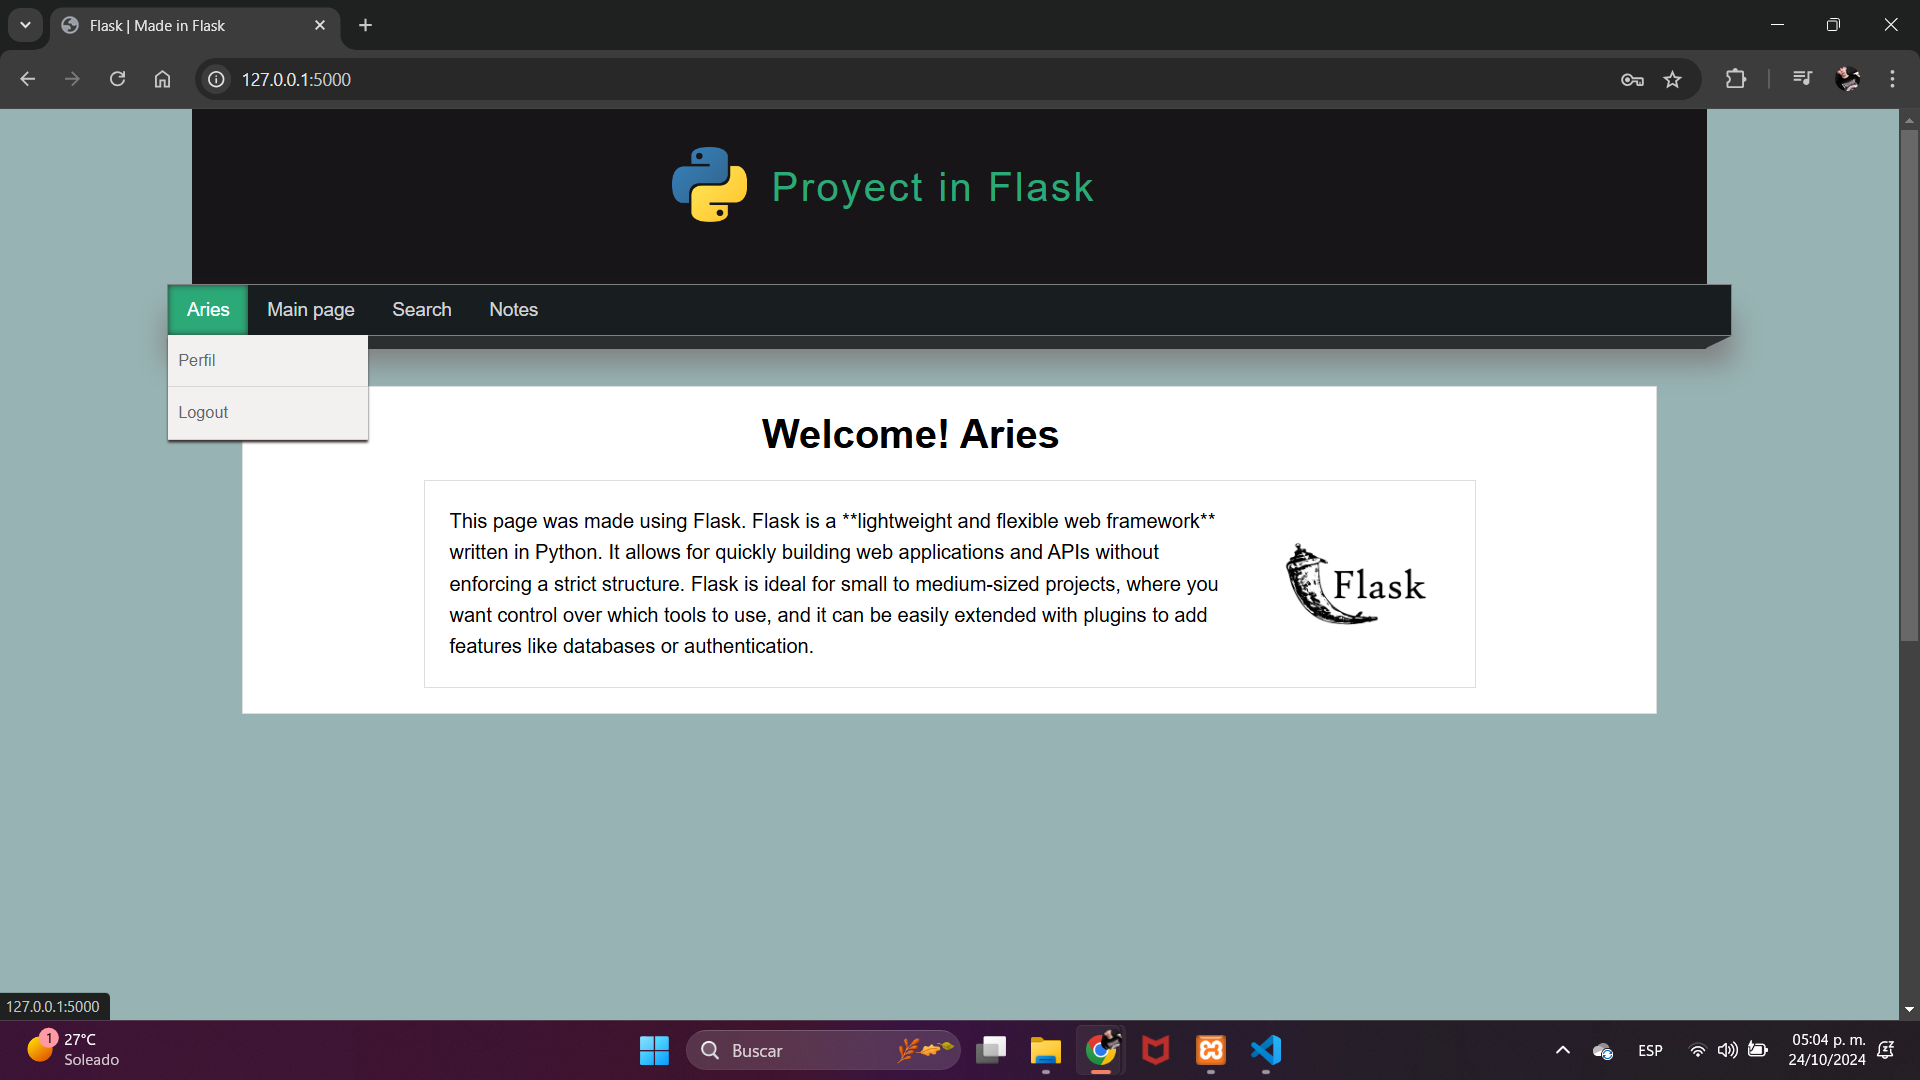 Flask | Made in Flask
127.0.0.1:5000
Proyect in Flask
Aries
Main page
Search
Notes
Perfil
Logout
Welcome! Aries
This page was made using Flask. Flask is a **lightweight and flexible web framework**
written in Python. It allows for quickly building web applications and APIs without
enforcing a strict structure. Flask is ideal for small to medium-sized projects, where you
want control over which tools to use, and it can be easily extended with plugins to add
features like databases or authentication.
Flask
127.0.0.1:5000
1
27°C
Soleado
Buscar
ESP
05:04 p. m.
24/10/2024